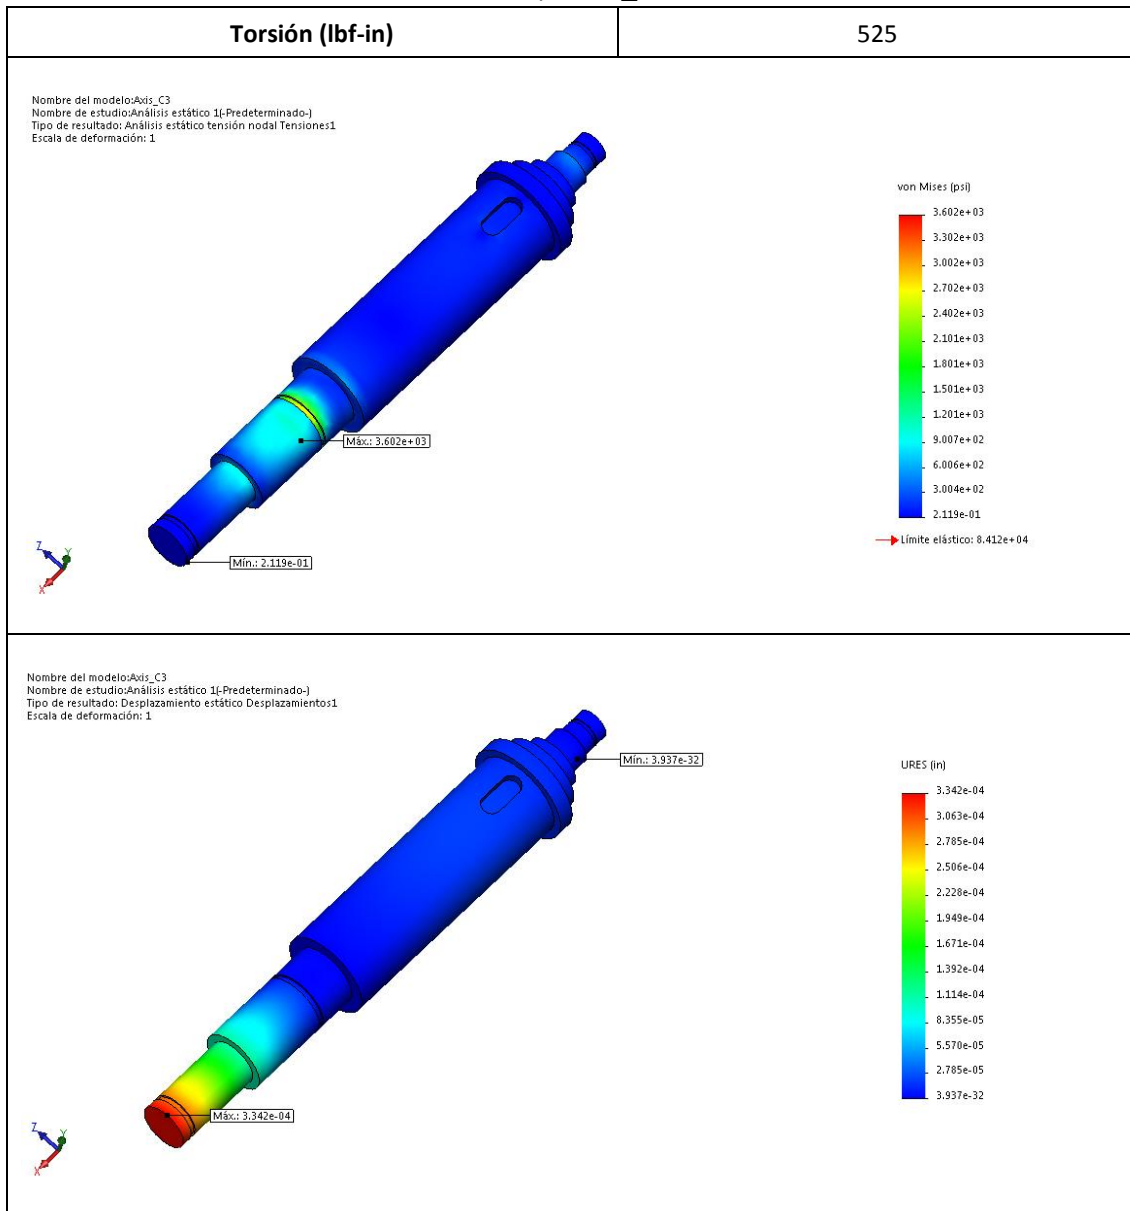 Torsión (lbf-in) 525
Nombre del modelo:Axis_C3
Nombre de estudio:Análisis estático 1(-Predeterminado-)
Tipo de resultado: Análisis estático tensión nodal Tensiones1
Escala de deformación: 1
von Mises (psi)
3.602e+03
3.302e+03
3.002e+03
2.702e+03
2.402e+03
2.101e+03
1.801e+03
1.501e+03
1.201e+03
9.007e+02
6.006e+02
3.004e+02
2.119e-01
Límite elástico: 8.412e+04
Máx.: 3.602e+03
Mín.: 2.119e-01
Z
Y
X
Nombre del modelo:Axis_C3
Nombre de estudio:Análisis estático 1(-Predeterminado-)
Tipo de resultado: Desplazamiento estático Desplazamientos1
Escala de deformación: 1
Mín.: 3.937e-32
URES (in)
3.342e-04
3.063e-04
2.785e-04
2.506e-04
2.228e-04
1.949e-04
1.671e-04
1.392e-04
1.114e-04
8.355e-05
5.570e-05
2.785e-05
3.937e-32
Máx.: 3.342e-04
Z
Y
X